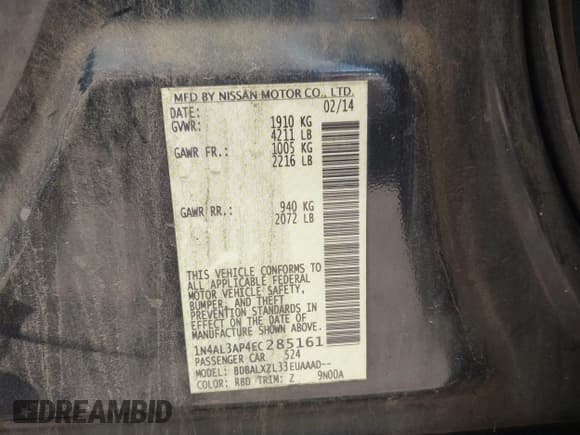 MFD BY NISSAN MOTOR CO., LTD.
DATE: 02/14
GVWR: 1910 KG
4211 LB
GAWR FR.: 1005 KG
2216 LB
GAWR RR.: 940 KG
2072 LB
THIS VEHICLE CONFORMS TO
ALL APPLICABLE FEDERAL
MOTOR VEHICLE SAFETY,
BUMPER, AND THEFT
PREVENTION STANDARDS IN
EFFECT ON THE DATE OF
MANUFACTURE SHOWN ABOVE.
1N4AL3AP4EC285161
PASSENGER CAR 524
MODEL: BDBALXZL33EUAAAD--
COLOR: RBD TRIM: Z 9N00A
DREAMBID